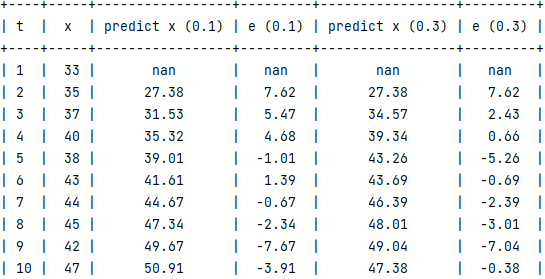 +----+----+-----------------+---------+-----------------+---------+
| t | x | predict x (0.1) | e (0.1) | predict x (0.3) | e (0.3) |
+----+----+-----------------+---------+-----------------+---------+
| 1 | 33 | nan | nan | nan | nan |
| 2 | 35 | 27.38 | 7.62 | 27.38 | 7.62 |
| 3 | 37 | 31.53 | 5.47 | 34.57 | 2.43 |
| 4 | 40 | 35.32 | 4.68 | 39.34 | 0.66 |
| 5 | 38 | 39.01 | -1.01 | 43.26 | -5.26 |
| 6 | 43 | 41.61 | 1.39 | 43.69 | -0.69 |
| 7 | 44 | 44.67 | -0.67 | 46.39 | -2.39 |
| 8 | 45 | 47.34 | -2.34 | 48.01 | -3.01 |
| 9 | 42 | 49.67 | -7.67 | 49.04 | -7.04 |
| 10 | 47 | 50.91 | -3.91 | 47.38 | -0.38 |